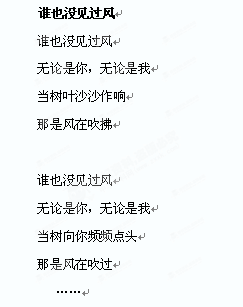 谁也没见过风
谁也没见过风
无论是你，无论是我
当树叶沙沙作响
那是风在吹拂

谁也没见过风
无论是你，无论是我
当树向你频频点头
那是风在吹过
……